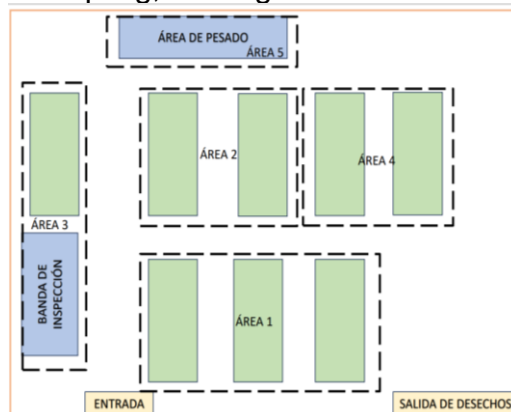 ÁREA DE PESADO
ÁREA 5
ÁREA 2
ÁREA 4
ÁREA 3
BANDA DE
INSPECCIÓN
ÁREA 1
ENTRADA
SALIDA DE DESECHOS